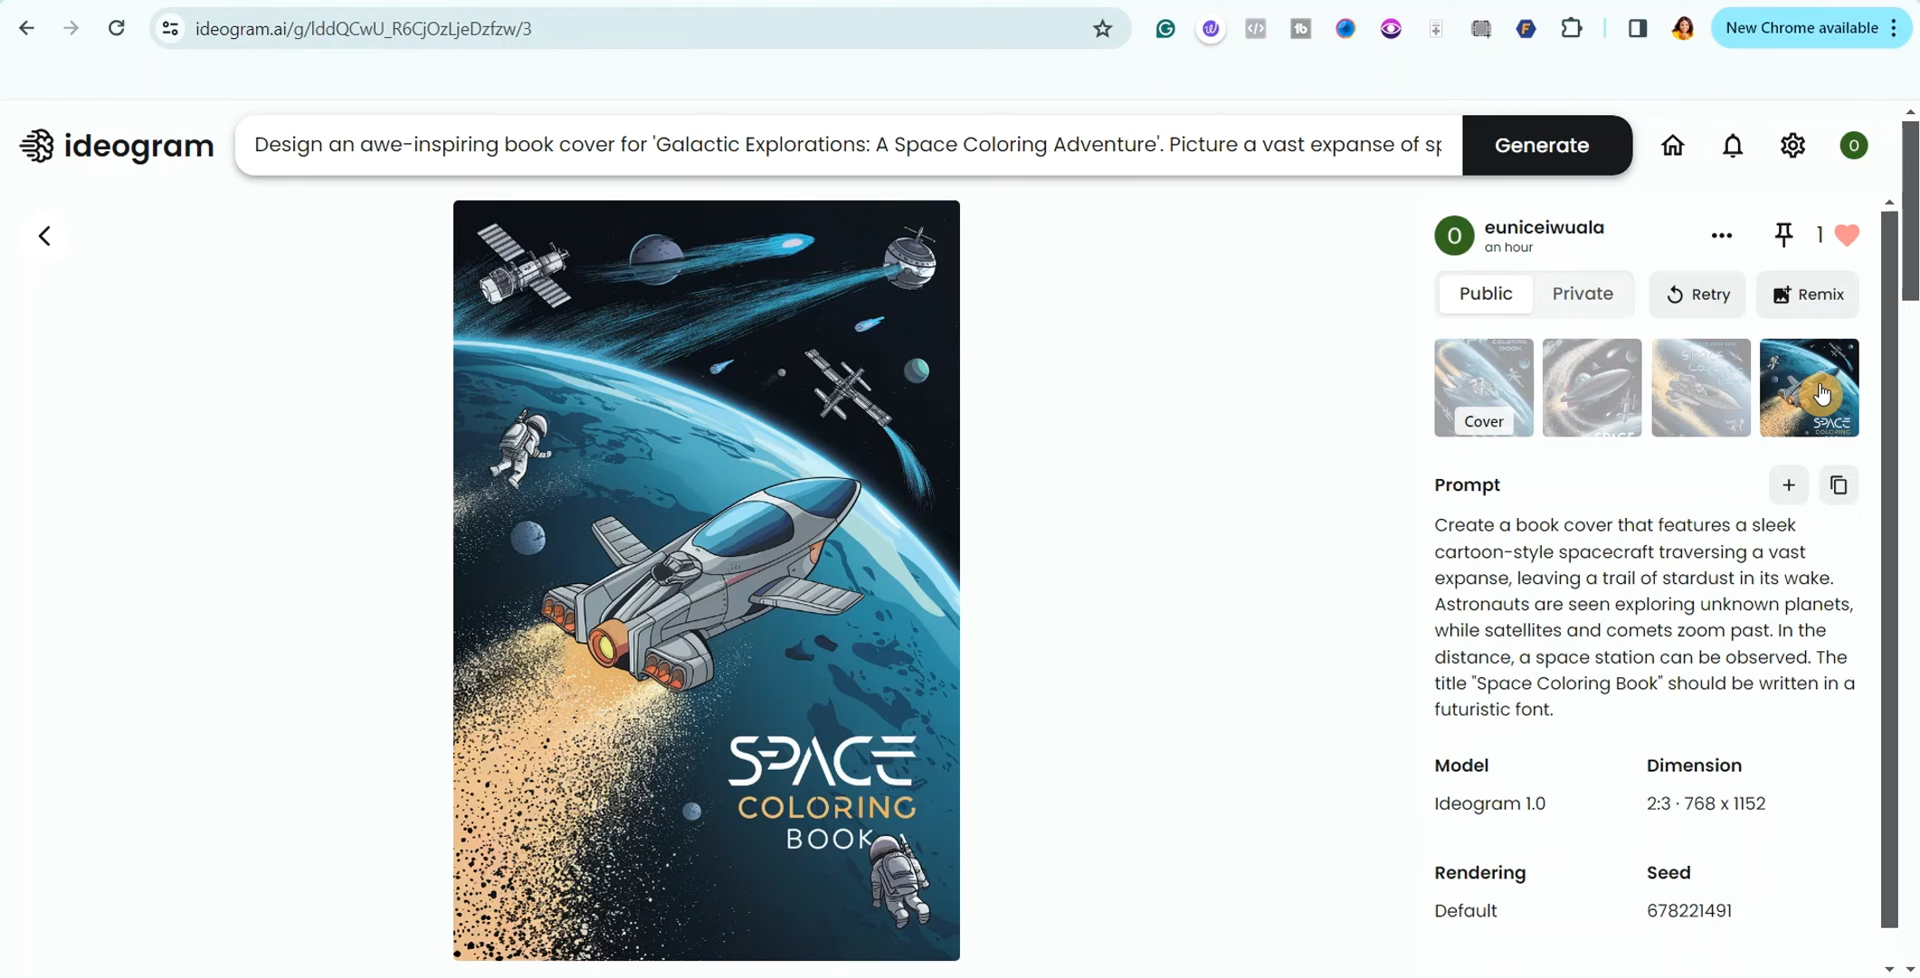 ideogram.ai/g/lddQCwU_R6CjOzLjeDzfzw/3
New Chrome available
ideogram
Design an awe-inspiring book cover for 'Galactic Explorations: A Space Coloring Adventure'. Picture a vast expanse of sp
Generate
O
O
euniceiwuala
an hour
1
Public
Private
Retry
Remix
Cover
SPACE
COLORING
Prompt
Create a book cover that features a sleek
cartoon-style spacecraft traversing a vast
expanse, leaving a trail of stardust in its wake.
Astronauts are seen exploring unknown planets,
while satellites and comets zoom past. In the
distance, a space station can be observed. The
title "Space Coloring Book" should be written in a
futuristic font.
Model
Dimension
Ideogram 1.0
2:3 · 768 x 1152
Rendering
Seed
Default
678221491
SPACE
COLORING
BOOK